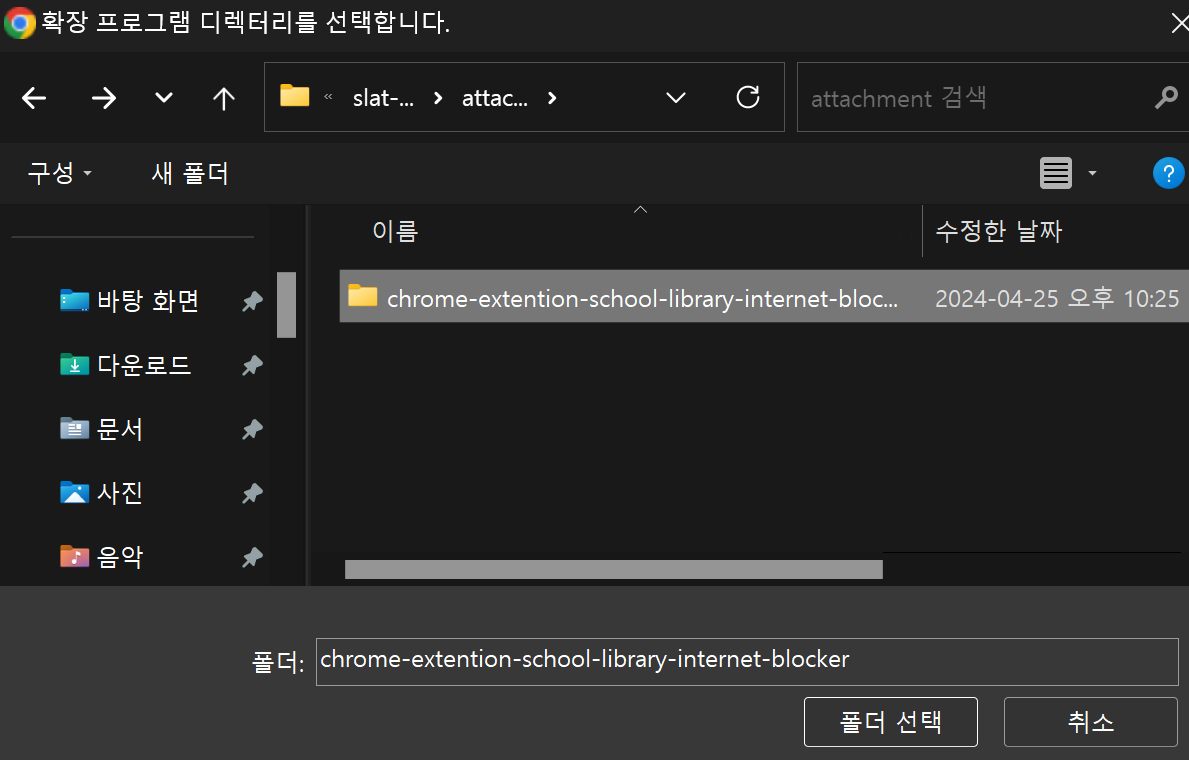 확장 프로그램 디렉터리를 선택합니다.
« slat-... › attac... ›
attachment 검색
구성
새 폴더
?
이름
수정한 날짜
바탕 화면
chrome-extention-school-library-internet-bloc...
2024-04-25 오후 10:25
다운로드
문서
사진
음악
폴더:
chrome-extention-school-library-internet-blocker
폴더 선택
취소